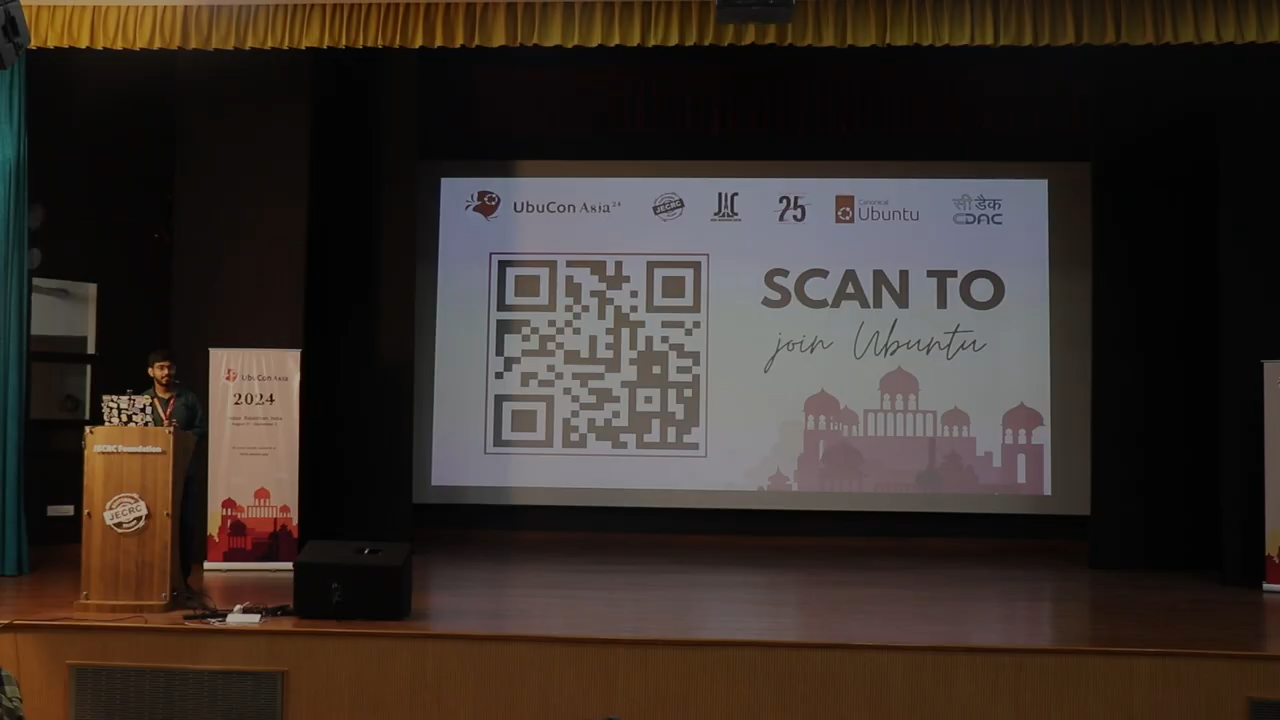 UbuCon Asia 24
JECRC
JIC
25
Canonical
Ubuntu
सी डैक
CDAC
SCAN TO
join Ubuntu
UbuCon Asia
2024
JECRC Foundation
JECRC